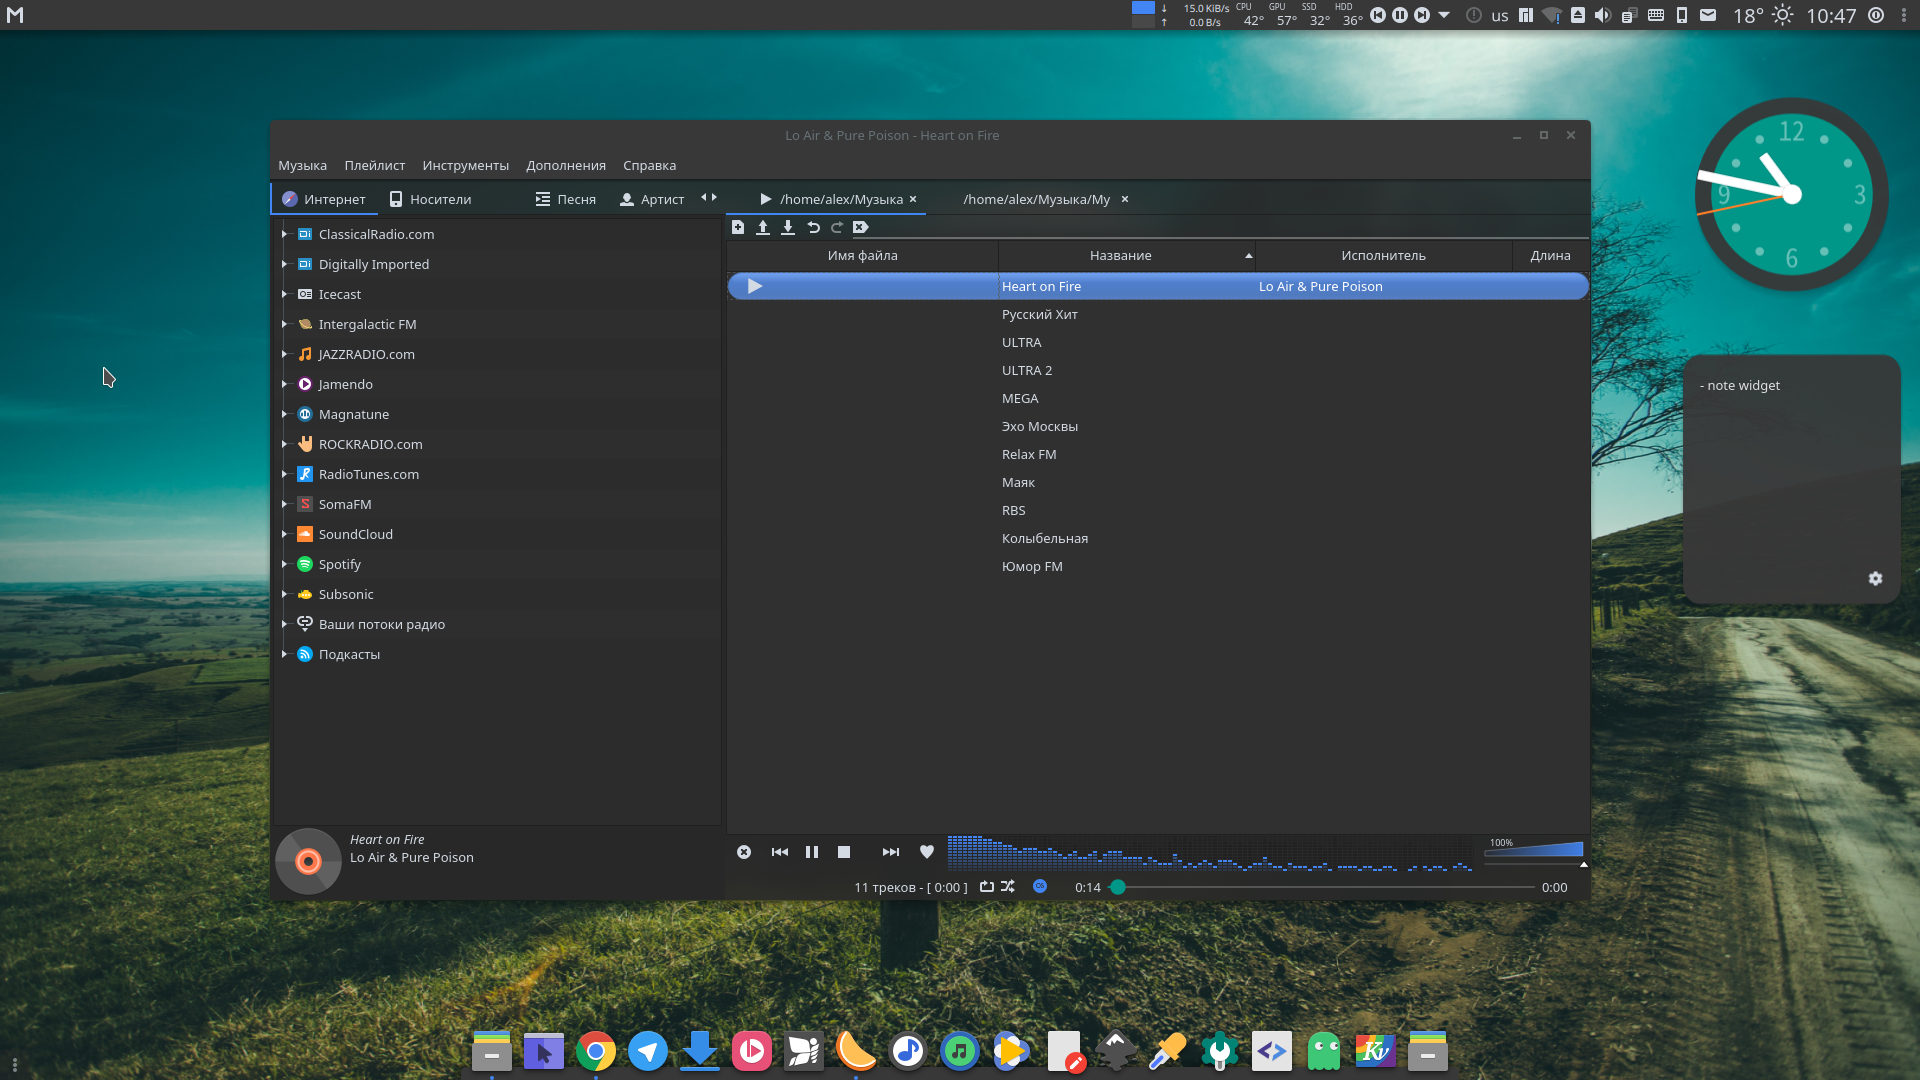 M
15.0 KiB/s
0.0 B/s
CPU
42°
GPU
57°
SSD
32°
HDD
36°
us
18°
10:47
Lo Air & Pure Poison - Heart on Fire
Музыка Плейлист Инструменты Дополнения Справка
Интернет Носители Песня Артист
/home/alex/Музыка /home/alex/Музыка/My
Имя файла Название Исполнитель Длина
ClassicalRadio.com
Digitally Imported
Icecast
Intergalactic FM
JAZZRADIO.com
Jamendo
Magnatune
ROCKRADIO.com
RadioTunes.com
SomaFM
SoundCloud
Spotify
Subsonic
Ваши потоки радио
Подкасты
Heart on Fire Lo Air & Pure Poison
Русский Хит
ULTRA
ULTRA 2
MEGA
Эхо Москвы
Relax FM
Маяк
RBS
Колыбельная
Юмор FM
Heart on Fire
Lo Air & Pure Poison
100%
11 треков - [ 0:00 ]
0:14
0:00
12
3
6
9
- note widget
Kv